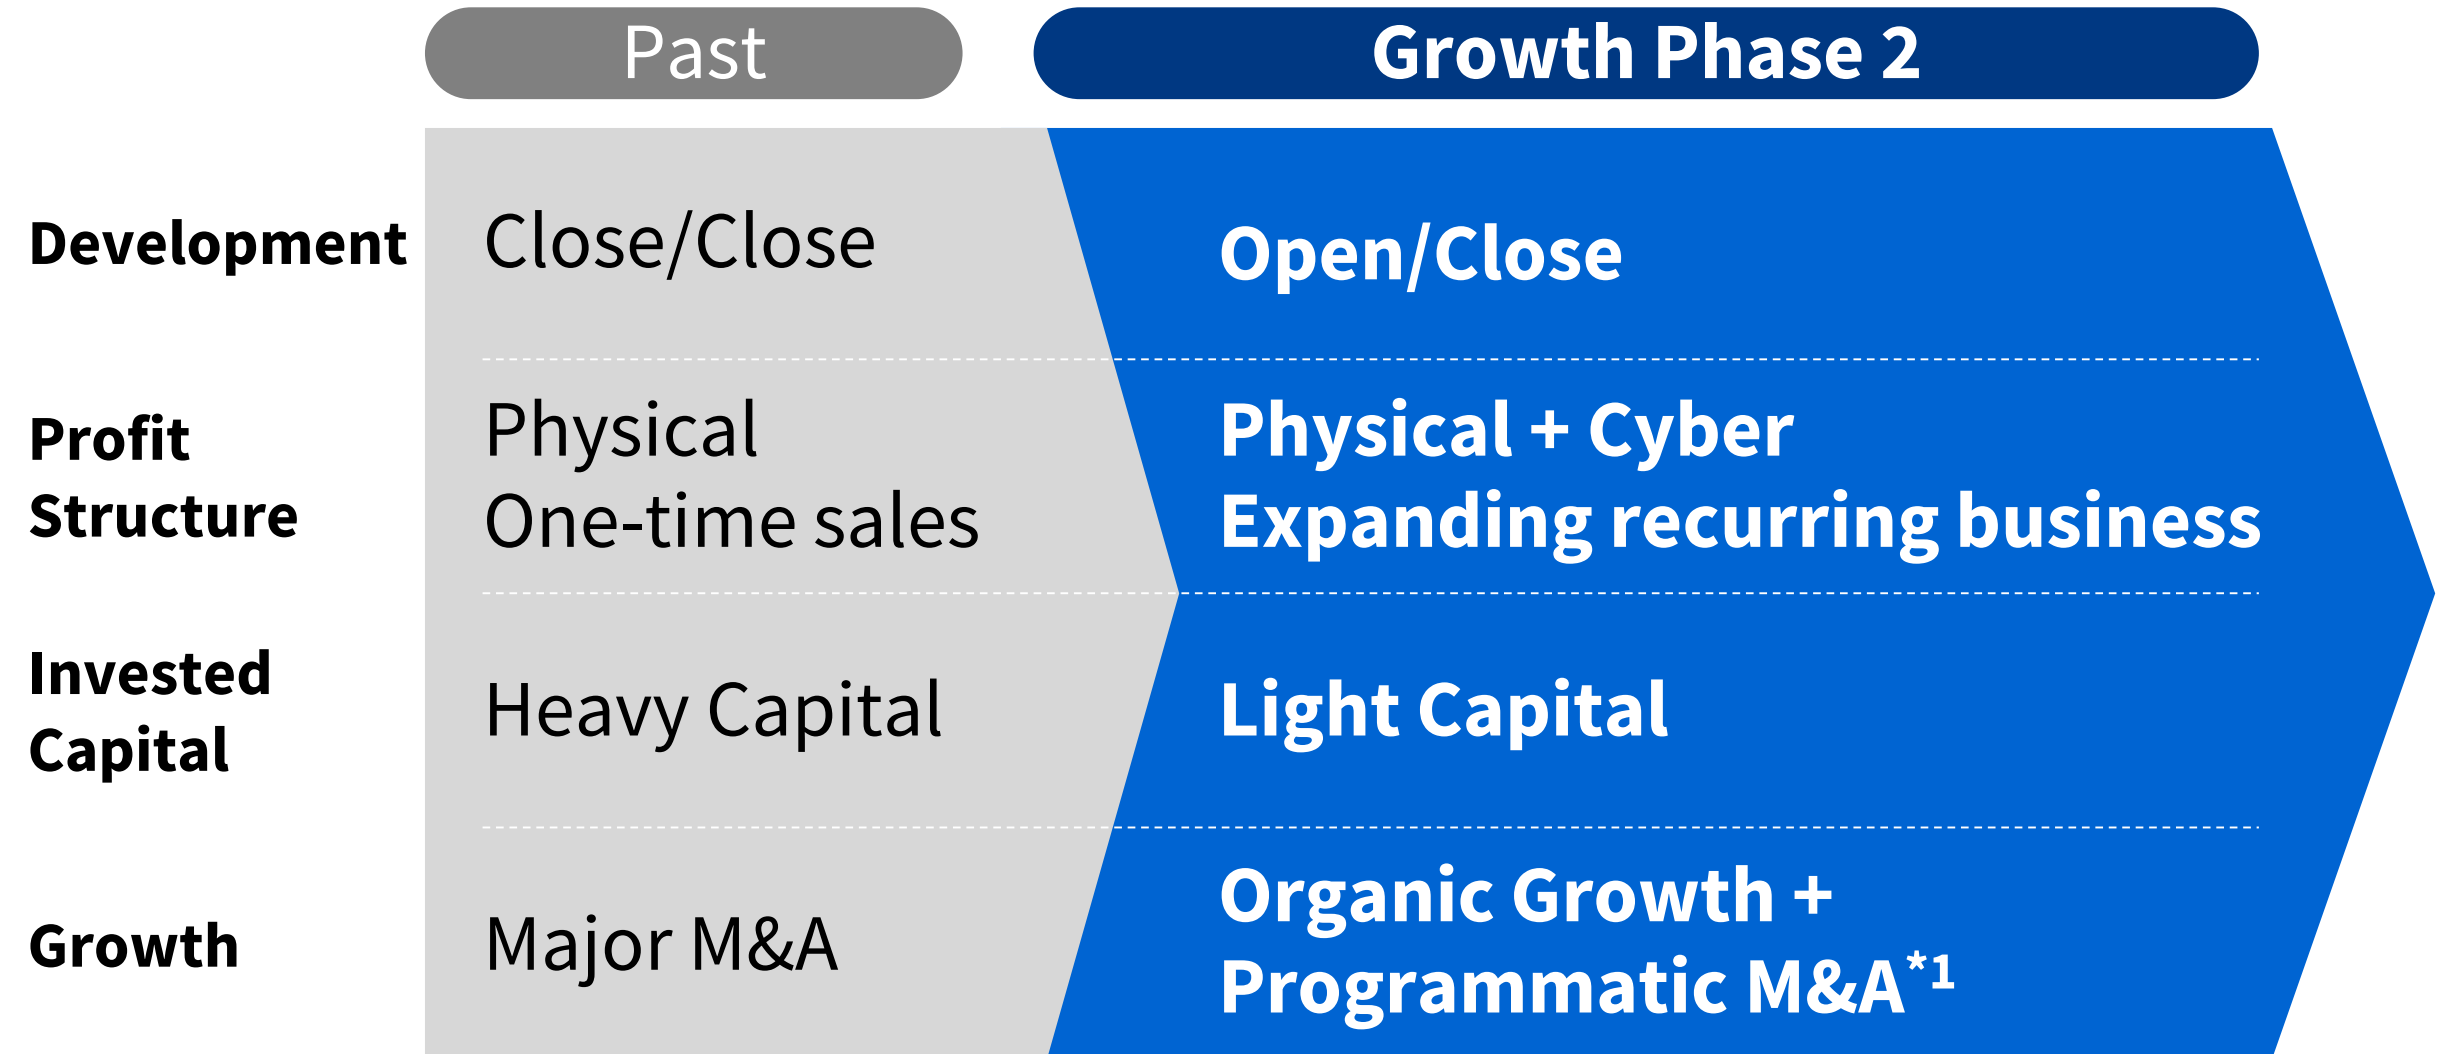 Past
Growth Phase 2
Development
Close/Close
Open/Close
Profit
Structure
Physical
One-time sales
Physical + Cyber
Expanding recurring business
Invested
Capital
Heavy Capital
Light Capital
Growth
Major M&A
Organic Growth +
Programmatic M&A*1